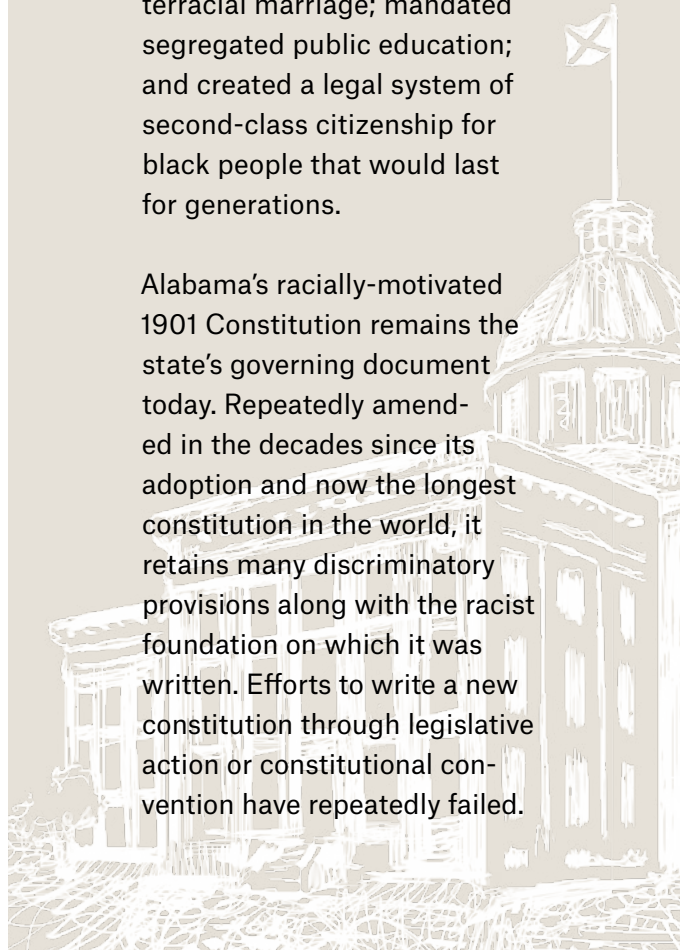 terracial marriage; mandated
segregated public education;
and created a legal system of
second-class citizenship for
black people that would last
for generations.
Alabama’s racially-motivated
1901 Constitution remains the
state’s governing document
today. Repeatedly amend-
ed in the decades since its
adoption and now the longest
constitution in the world, it
retains many discriminatory
provisions along with the racist
foundation on which it was
written. Efforts to write a new
constitution through legislative
action or constitutional con-
vention have repeatedly failed.